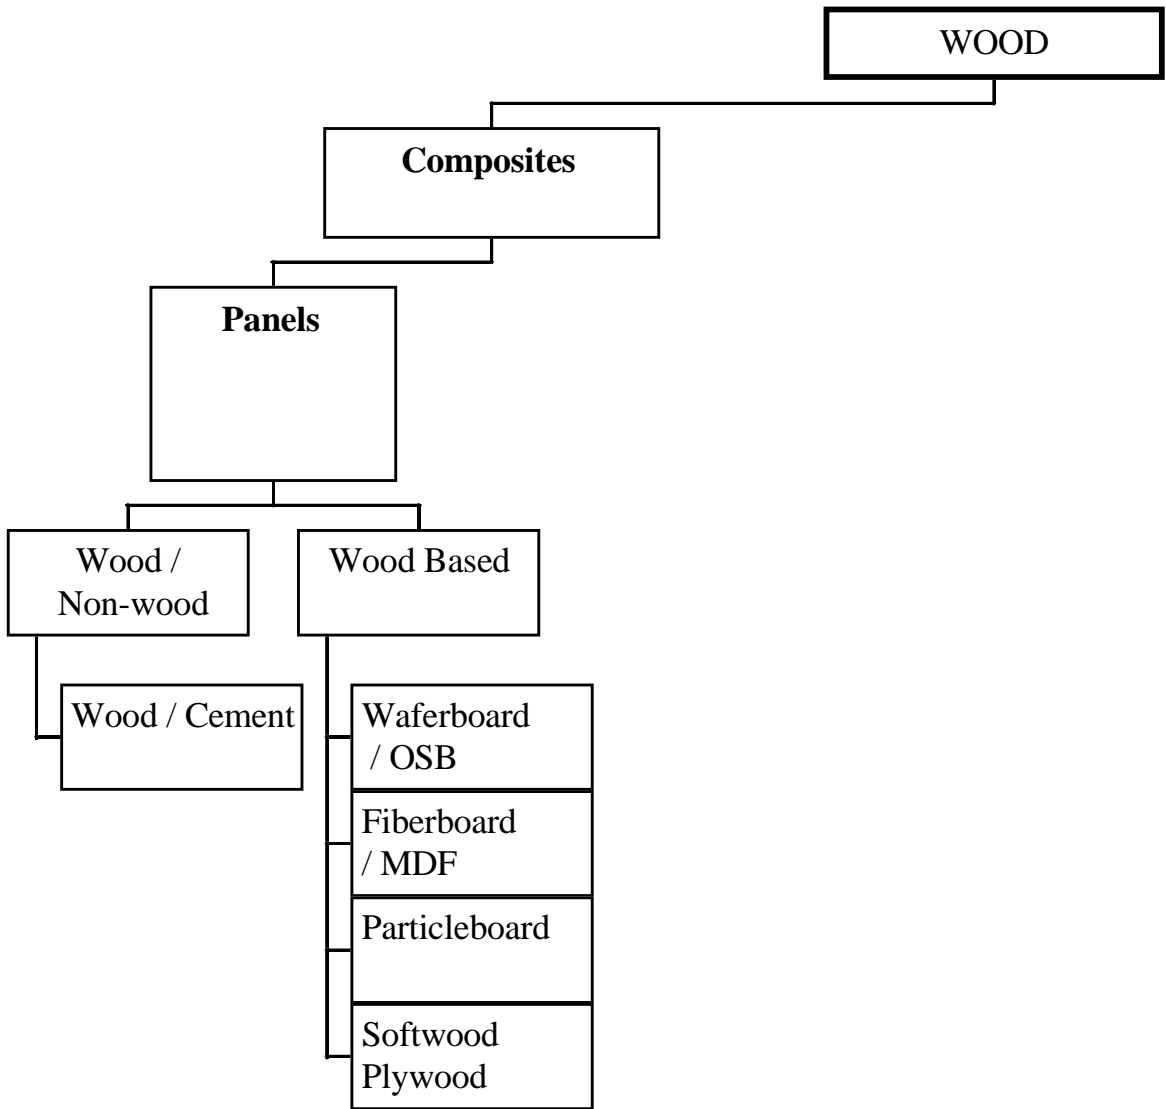 WOOD
Composites
Panels
Wood /
Non-wood
Wood Based
Wood / Cement
Waferboard
/ OSB
Fiberboard
/ MDF
Particleboard
Softwood
Plywood